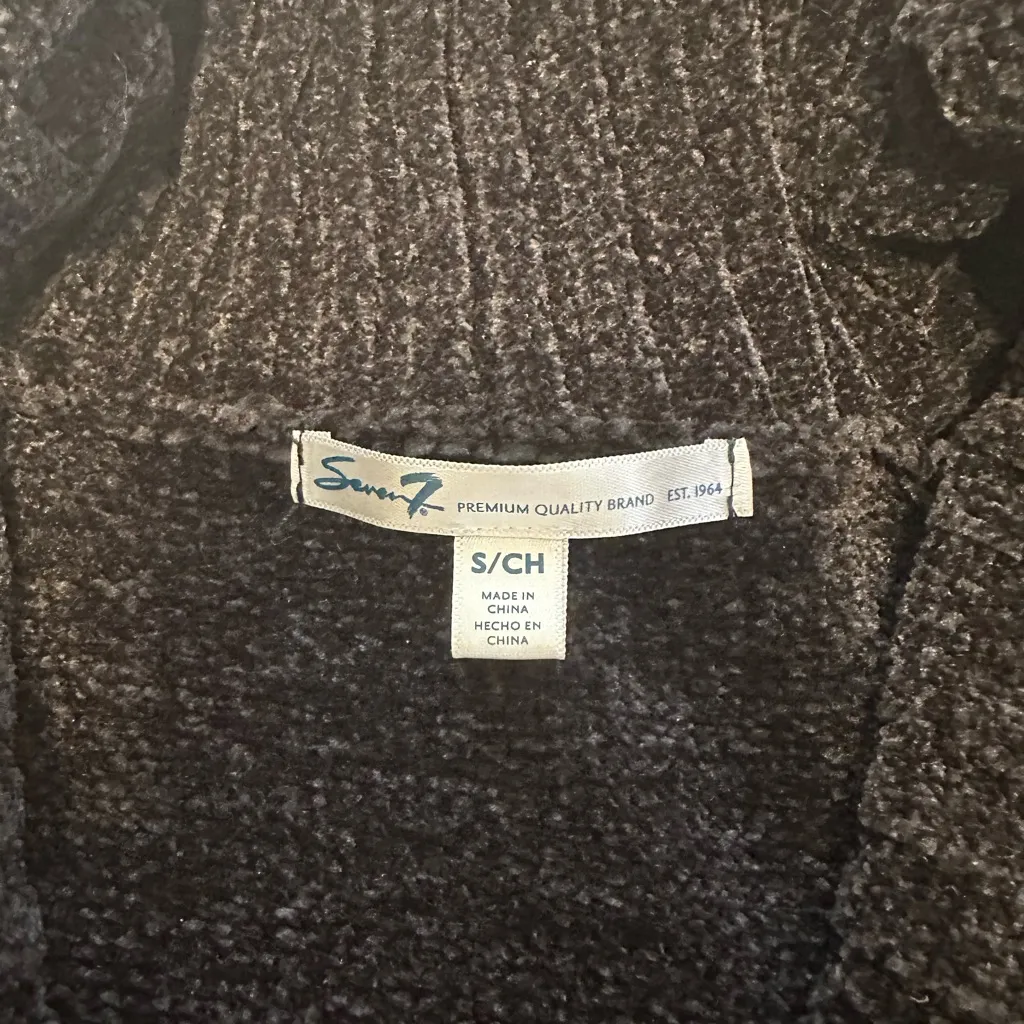 Seven7 PREMIUM QUALITY BRAND EST. 1964
S/CH
MADE IN
CHINA
HECHO EN
CHINA